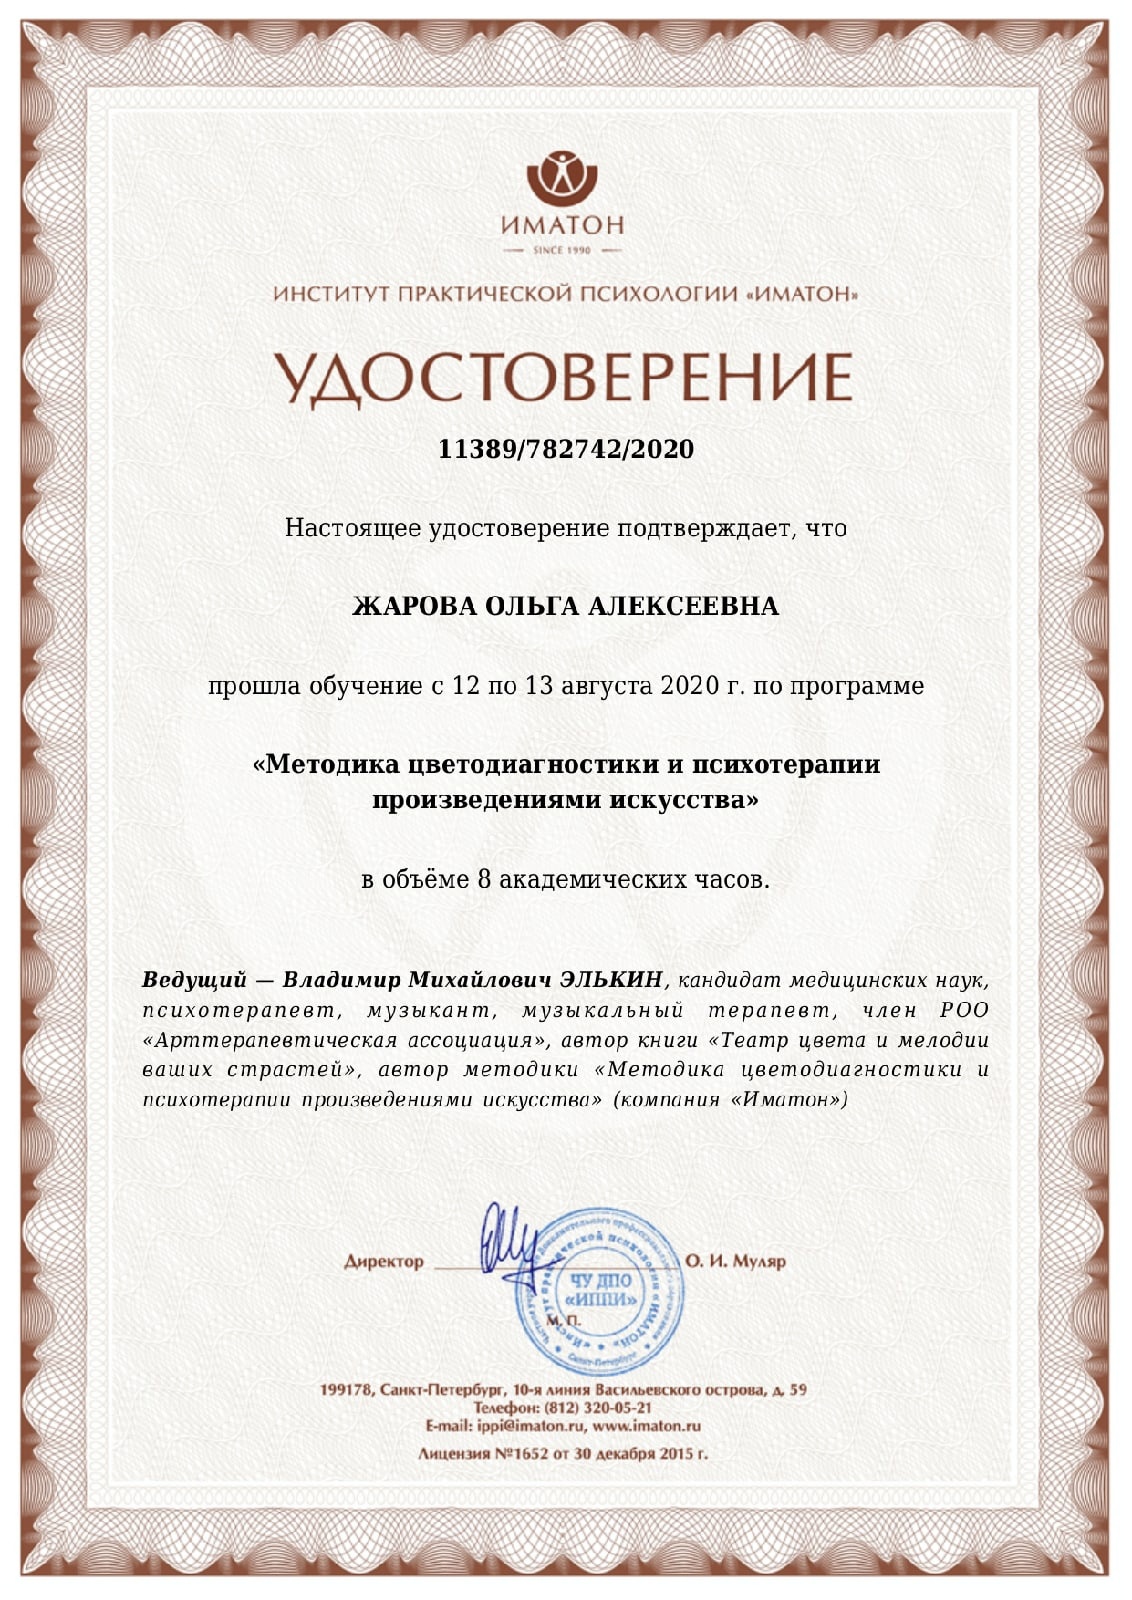 ИМАТОН
SINCE 1990
ИНСТИТУТ ПРАКТИЧЕСКОЙ ПСИХОЛОГИИ «ИМАТОН»
УДОСТОВЕРЕНИЕ
11389/782742/2020
Настоящее удостоверение подтверждает, что
ЖАРОВА ОЛЬГА АЛЕКСЕЕВНА
прошла обучение с 12 по 13 августа 2020 г. по программе
«Методика цветодиагностики и психотерапии
произведениями искусства»
в объёме 8 академических часов.
Ведущий — Владимир Михайлович ЭЛЬКИН, кандидат медицинских наук,
психотерапевт, музыкант, музыкальный терапевт, член РОО
«Арттерапевтическая ассоциация», автор книги «Театр цвета и мелодии
ваших страстей», автор методики «Методика цветодиагностики и
психотерапии произведениями искусства» (компания «Иматон»)
Директор О. И. Муляр
ЧУ ДПО
«ИППИ»
«Институт практической психологии «ИМАТОН»
Санкт-Петербург
М. П.
199178, Санкт-Петербург, 10-я линия Васильевского острова, д. 59
Телефон: (812) 320-05-21
E-mail: ippi@imaton.ru, www.imaton.ru
Лицензия №1652 от 30 декабря 2015 г.